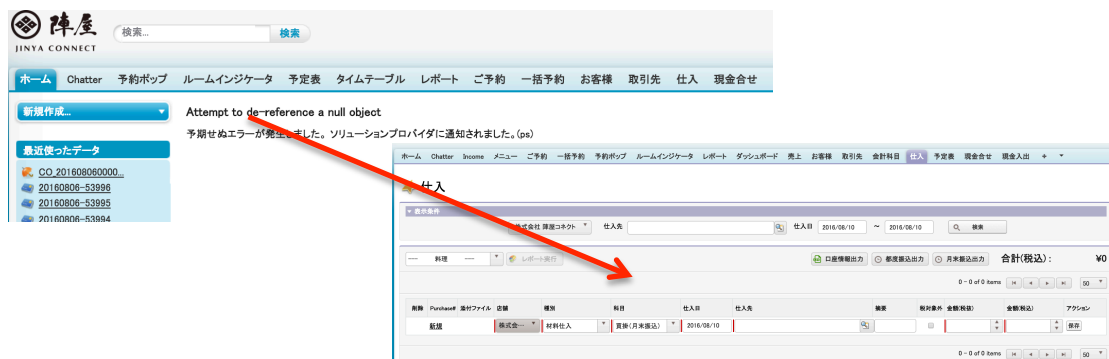 陣屋
JINYA CONNECT
検索...
検索
ホーム Chatter 予約ポップ ルームインジケータ 予定表 タイムテーブル レポート ご予約 一括予約 お客様 取引先 仕入 現金合せ
新規作成...
最近使ったデータ
CO_201608060000...
20160806-53996
20160806-53995
20160806-53994
Attempt to de-reference a null object
予期せぬエラーが発生しました。ソリューションプロバイダに通知されました。(ps)
ホーム Chatter Income メニュー ご予約 一括予約 予約ポップ ルームインジケータ レポート ダッシュボード 売上 お客様 取引先 会計科目 仕入 予定表 現金合せ 現金入出 +
仕入
表示条件
株式会社 陣屋コネクト 仕入先 仕入日 2016/08/10 ~ 2016/08/10 検索
---- 料理 ---- レポート実行 口座情報出力 都度振込出力 月末振込出力 合計(税込): ¥0
0 - 0 of 0 items 50
削除 Purchase# 添付ファイル 店舗 種別 科目 仕入日 仕入先 摘要 税対象外 金額(税抜) 金額(税込) アクション
新規 株式会… 材料仕入 買掛(月末振込) 2016/08/10 保存
0 - 0 of 0 items 50